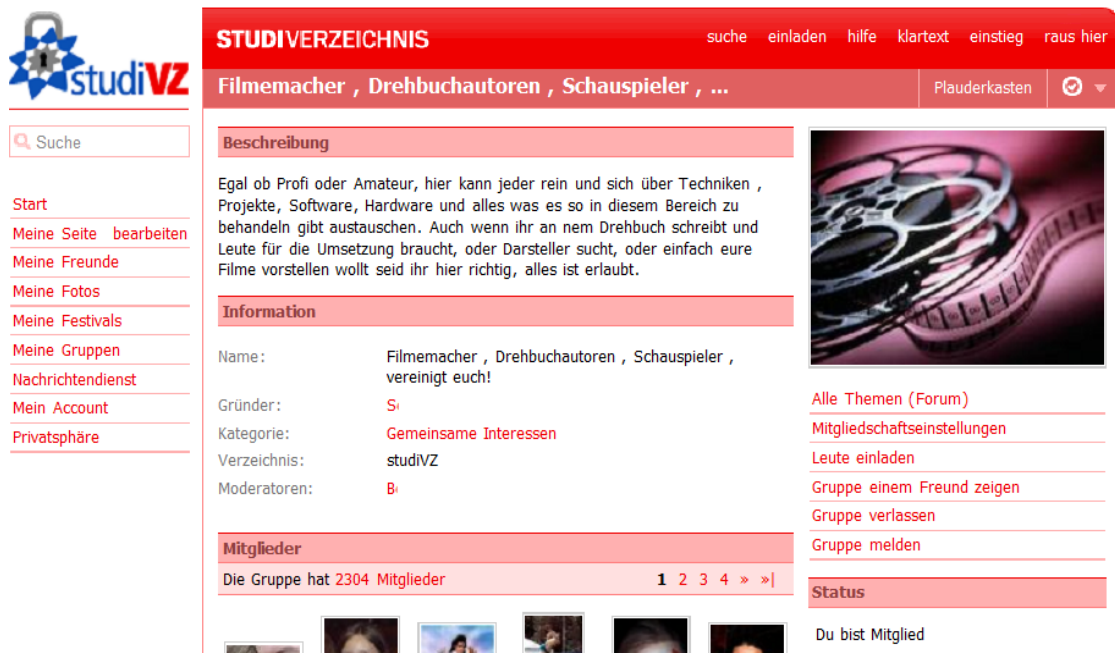 studiVZ
STUDIVERZEICHNIS
suche einladen hilfe klartext einstieg raus hier
Filmemacher , Drehbuchautoren , Schauspieler , ...
Plauderkasten
Suche
Start
Meine Seite bearbeiten
Meine Freunde
Meine Fotos
Meine Festivals
Meine Gruppen
Nachrichtendienst
Mein Account
Privatsphäre
Beschreibung
Egal ob Profi oder Amateur, hier kann jeder rein und sich über Techniken ,
Projekte, Software, Hardware und alles was es so in diesem Bereich zu
behandeln gibt austauschen. Auch wenn ihr an nem Drehbuch schreibt und
Leute für die Umsetzung braucht, oder Darsteller sucht, oder einfach eure
Filme vorstellen wollt seid ihr hier richtig, alles ist erlaubt.
Information
Name: Filmemacher , Drehbuchautoren , Schauspieler ,
vereinigt euch!
Gründer: S
Kategorie: Gemeinsame Interessen
Verzeichnis: studiVZ
Moderatoren: B
Mitglieder
Die Gruppe hat 2304 Mitglieder 1 2 3 4 » »|
Alle Themen (Forum)
Mitgliedschaftseinstellungen
Leute einladen
Gruppe einem Freund zeigen
Gruppe verlassen
Gruppe melden
Status
Du bist Mitglied